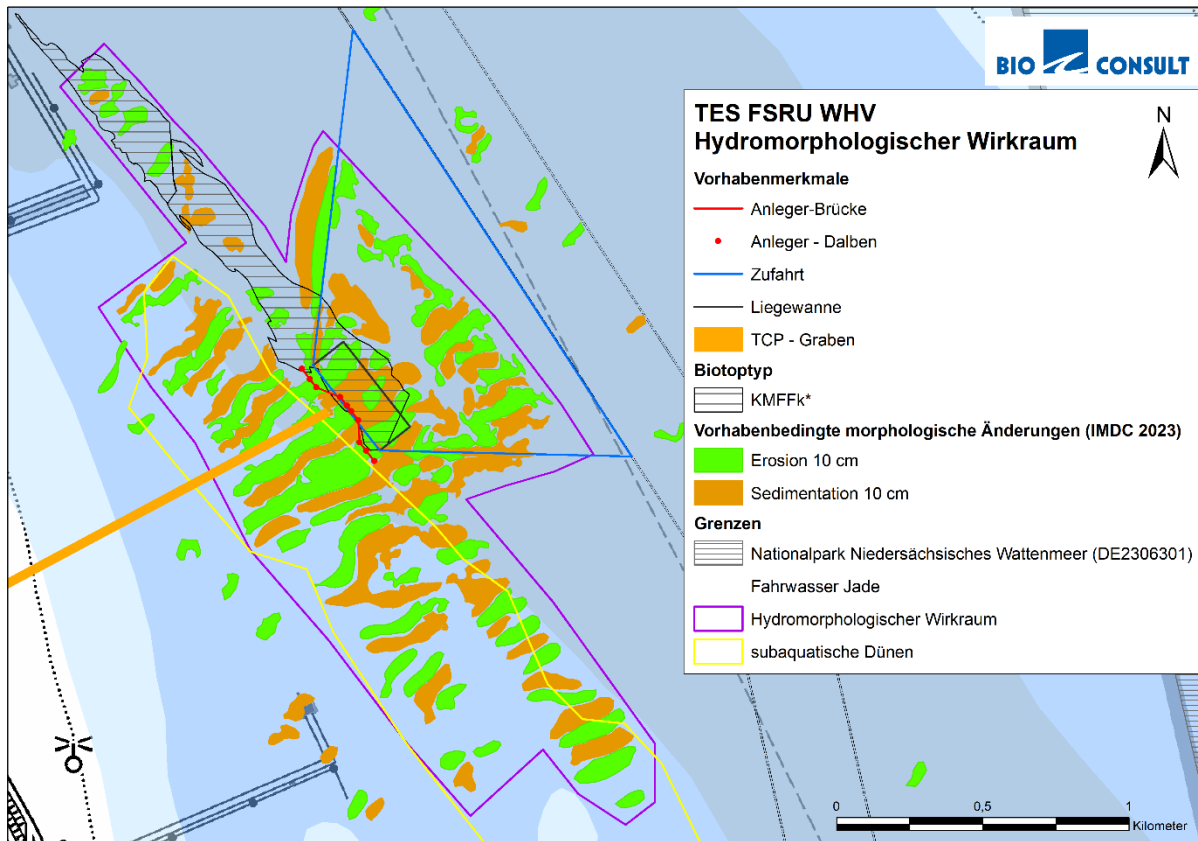 BIO CONSULT
TES FSRU WHV
Hydromorphologischer Wirkraum
N
Vorhabenmerkmale
Anleger-Brücke
Anleger - Dalben
Zufahrt
Liegewanne
TCP - Graben
Biotoptyp
KMFFk*
Vorhabenbedingte morphologische Änderungen (IMDC 2023)
Erosion 10 cm
Sedimentation 10 cm
Grenzen
Nationalpark Niedersächsisches Wattenmeer (DE2306301)
Fahrwasser Jade
Hydromorphologischer Wirkraum
subaquatische Dünen
0 0,5 1
Kilometer